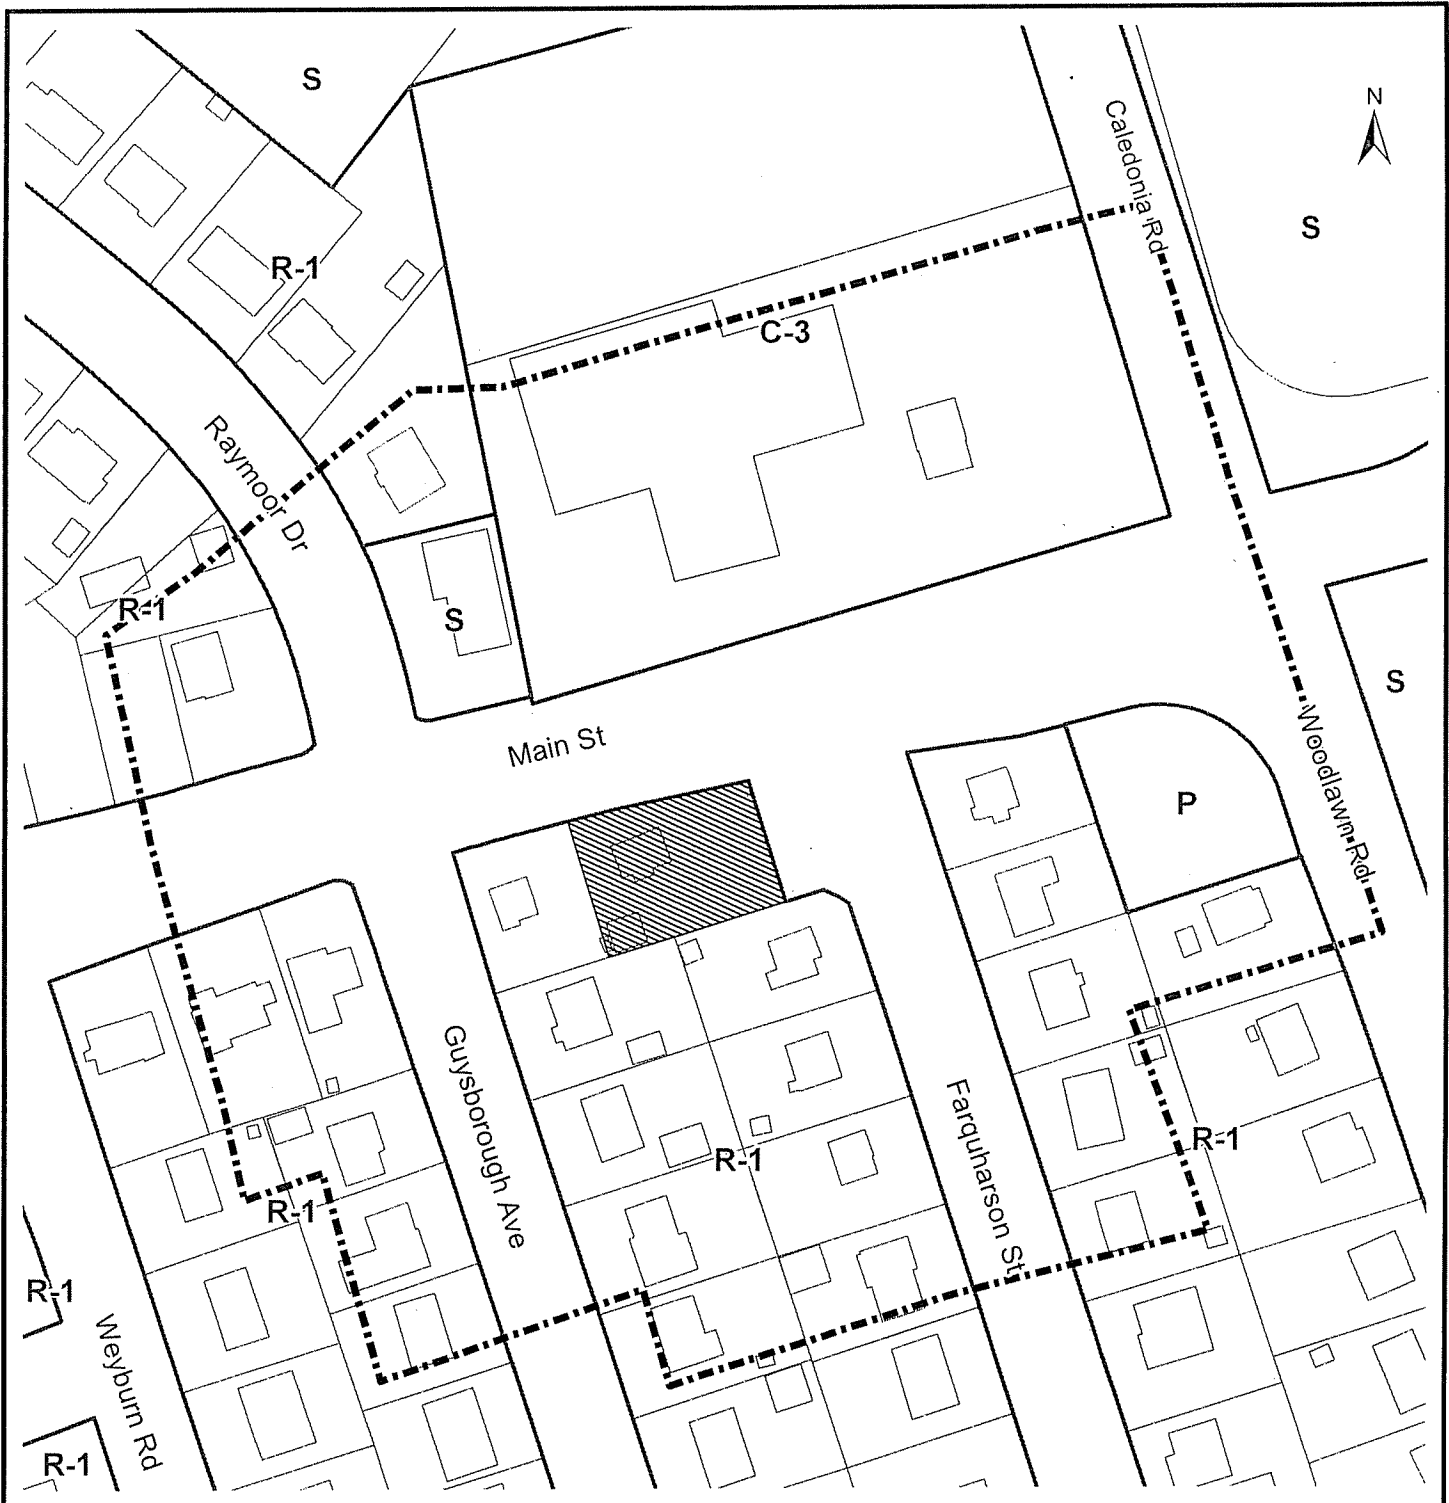 S
N
Caledonia Rd
S
R-1
C-3
Raymoor Dr
R-1
S
S
Main St
Woodlawn Rd
P
Guysborough Ave
Farquharson St
R-1
R-1
R-1
R-1
Weyburn Rd
R-1